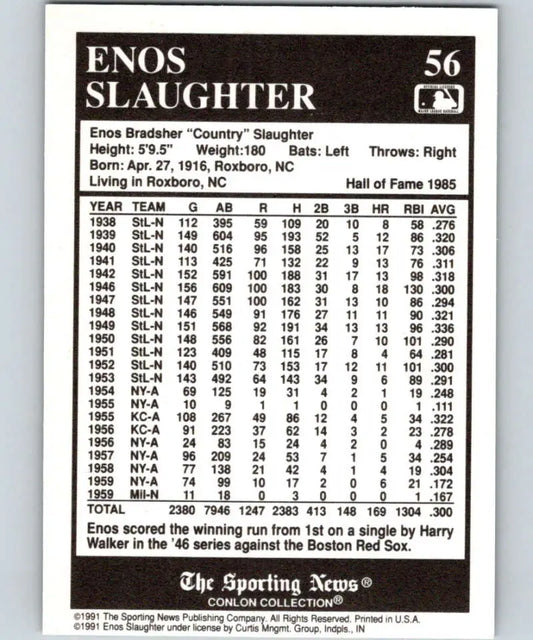 ENOS
SLAUGHTER
56
Enos Bradsher "Country" Slaughter
Height: 5'9.5" Weight:180 Bats: Left Throws: Right
Born: Apr. 27, 1916, Roxboro, NC
Living in Roxboro, NC Hall of Fame 1985
YEAR TEAM G AB R H 2B 3B HR RBI AVG
1938 StL-N 112 395 59 109 20 10 8 58 .276
1939 StL-N 149 604 95 193 52 5 12 86 .320
1940 StL-N 140 516 96 158 25 13 17 73 .306
1941 StL-N 113 425 71 132 22 9 13 76 .311
1942 StL-N 152 591 100 188 31 17 13 98 .318
1946 StL-N 156 609 100 183 30 8 18 130 .300
1947 StL-N 147 551 100 162 31 13 10 86 .294
1948 StL-N 146 549 91 176 27 11 11 90 .321
1949 StL-N 151 568 92 191 34 13 13 96 .336
1950 StL-N 148 556 82 161 26 7 10 101 .290
1951 StL-N 123 409 48 115 17 8 4 64 .281
1952 StL-N 140 510 73 153 17 12 11 101 .300
1953 StL-N 143 492 64 143 34 9 6 89 .291
1954 NY-A 69 125 19 31 4 2 1 19 .248
1955 NY-A 10 9 1 1 0 0 0 1 .111
1955 KC-A 108 267 49 86 12 4 5 34 .322
1956 KC-A 91 223 37 62 14 3 2 23 .278
1956 NY-A 24 83 15 24 4 2 0 4 .289
1957 NY-A 96 209 24 53 7 1 5 34 .254
1958 NY-A 77 138 21 42 4 1 4 19 .304
1959 NY-A 74 99 10 17 2 0 6 21 .172
1959 Mil-N 11 18 0 3 0 0 0 1 .167
TOTAL 2380 7946 1247 2383 413 148 169 1304 .300
Enos scored the winning run from 1st on a single by Harry
Walker in the '46 series against the Boston Red Sox.
The Sporting News®
CONLON COLLECTION®
©1991 The Sporting News Publishing Company. All Rights Reserved. Printed in U.S.A.
©1991 Enos Slaughter under license by Curtis Mngmt. Group, Indpls., IN